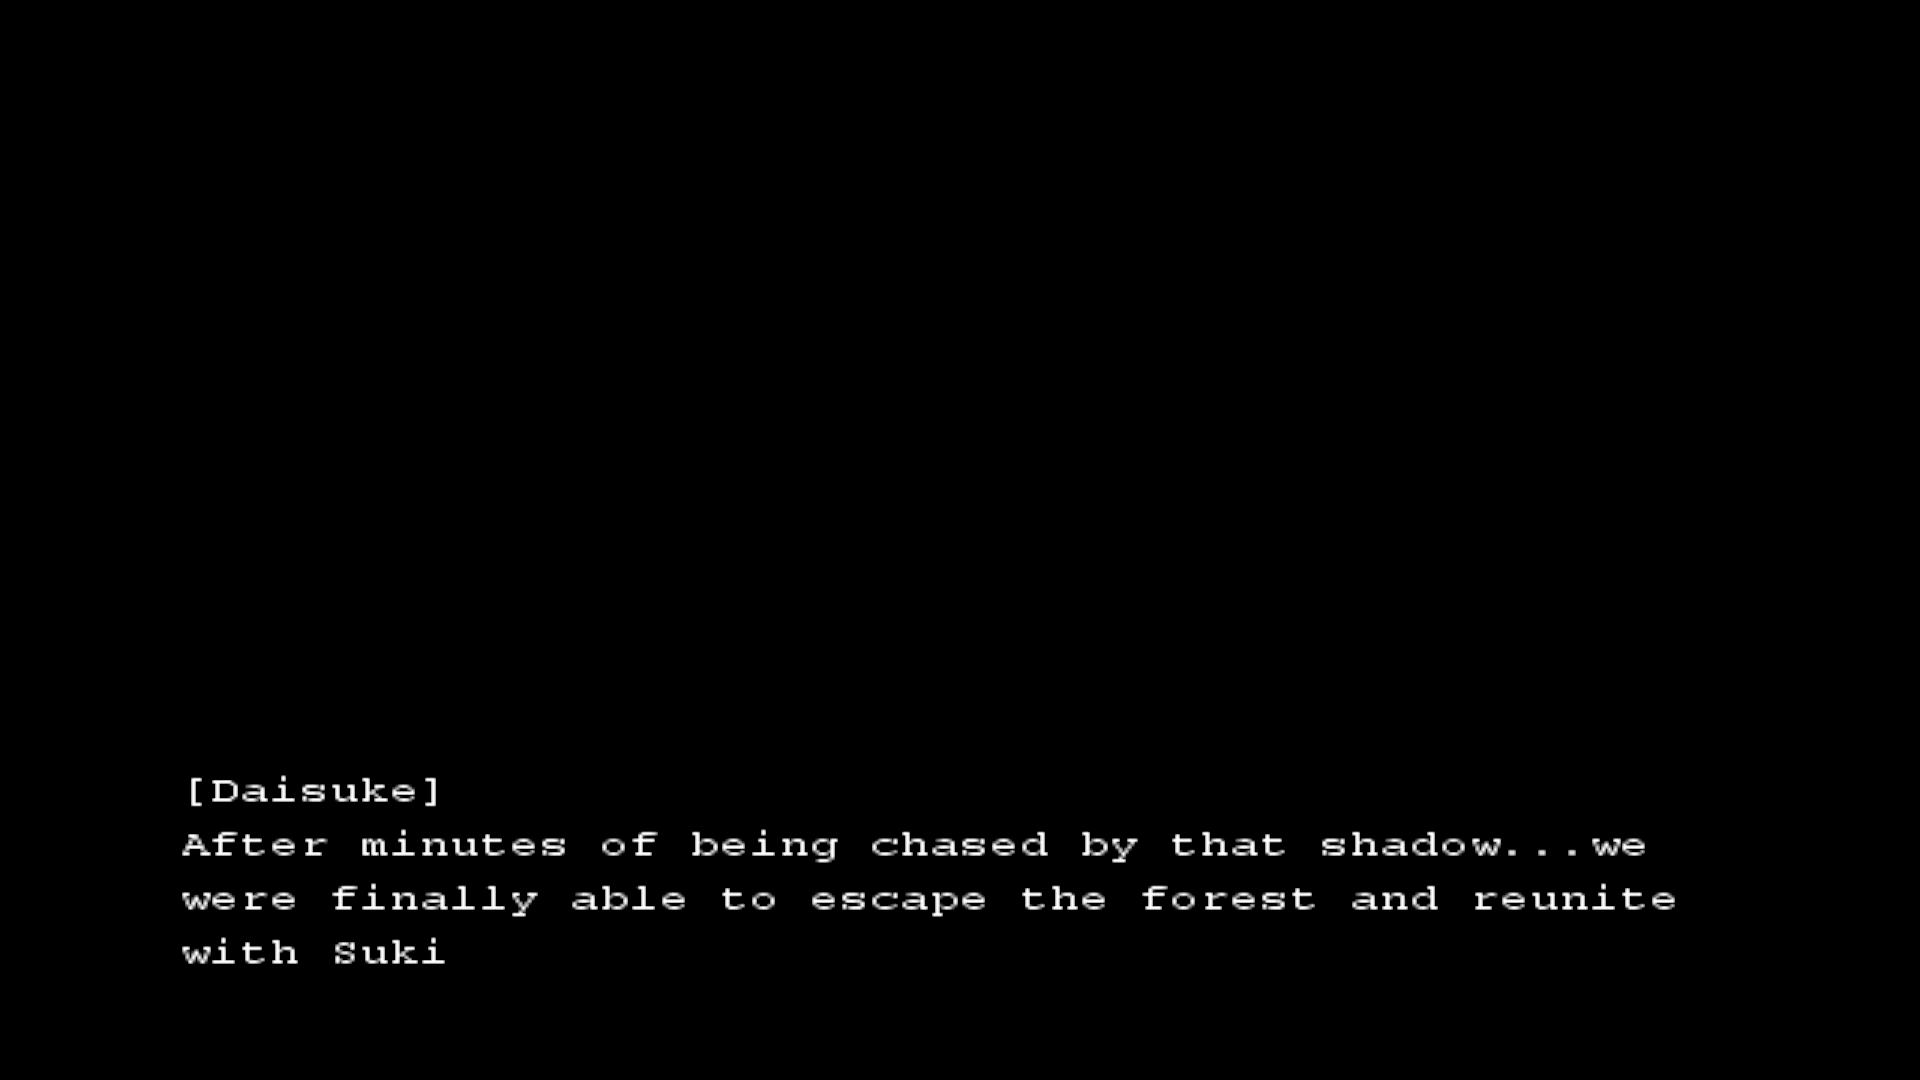 [Daisuke]
After minutes of being chased by that shadow...we
were finally able to escape the forest and reunite
with Suki